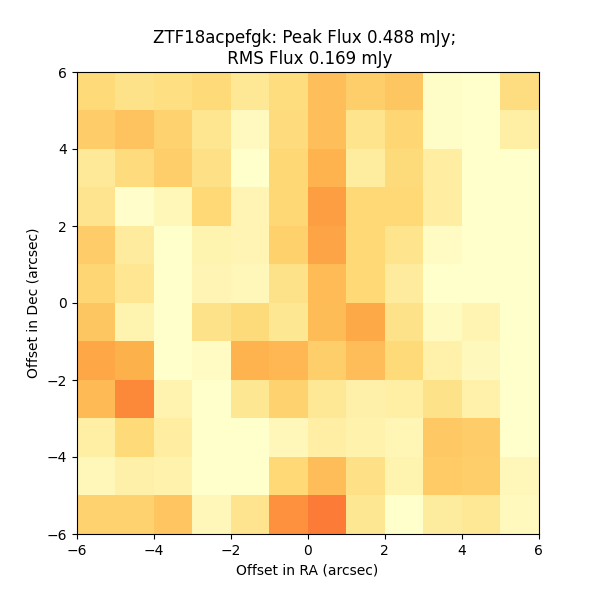 ZTF18acpefgk: Peak Flux 0.488 mJy;
RMS Flux 0.169 mJy
6
4
2
0
−2
−4
−6
Offset in Dec (arcsec)
−6 −4 −2 0 2 4 6
Offset in RA (arcsec)